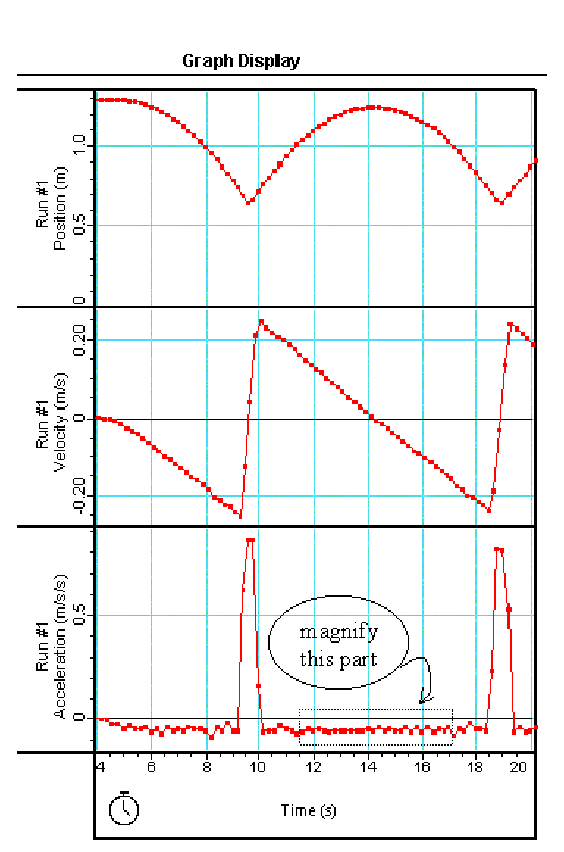 Graph Display
Run #1
Position (m)
1.0
0.5
0
Run #1
Velocity (m/s)
0.20
0
-0.20
Run #1
Acceleration (m/s/s)
0.5
0
magnify
this part
4 6 8 10 12 14 16 18 20
Time (s)